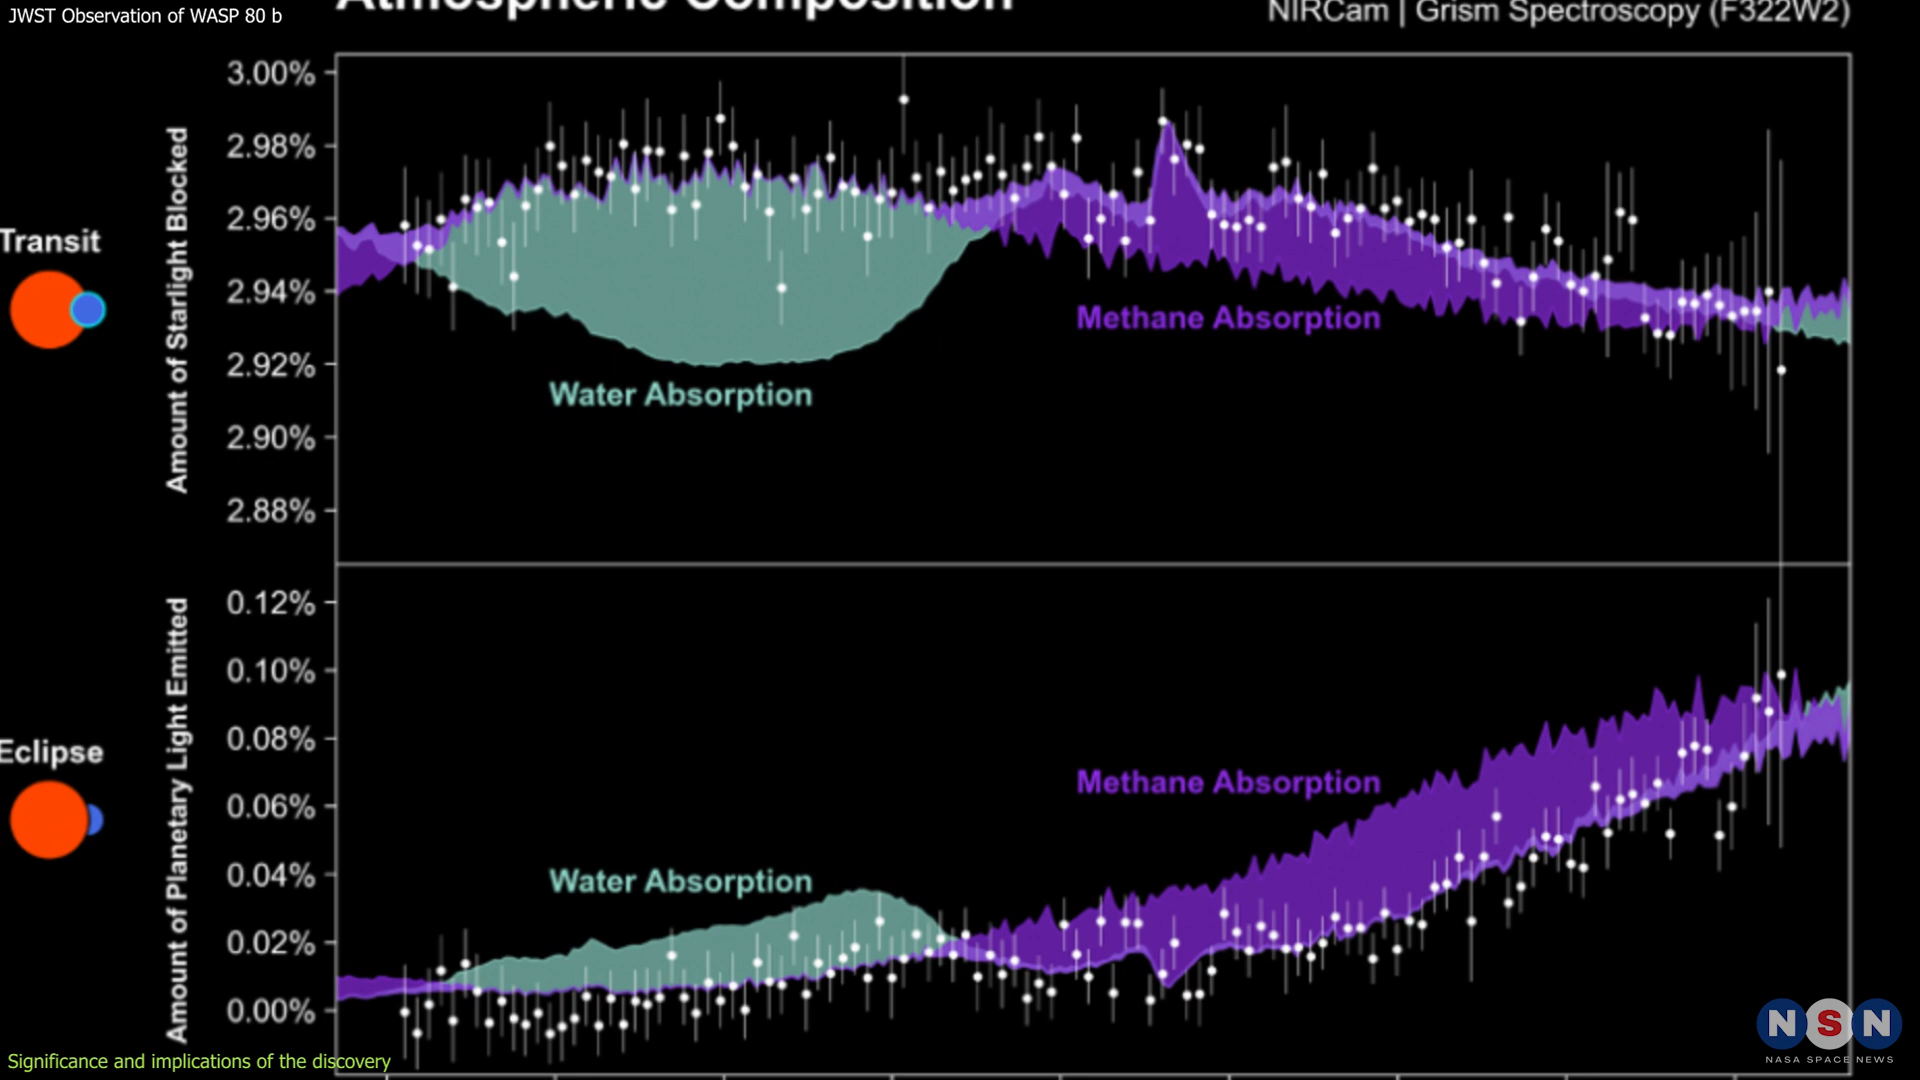 JWST Observation of WASP 80 b
Atmospheric Composition
NIRCam | Grism Spectroscopy (F322W2)
Transit
Amount of Starlight Blocked
3.00%
2.98%
2.96%
2.94%
2.92%
2.90%
2.88%
Water Absorption
Methane Absorption
Eclipse
Amount of Planetary Light Emitted
0.12%
0.10%
0.08%
0.06%
0.04%
0.02%
0.00%
Methane Absorption
Water Absorption
Significance and implications of the discovery
NSN
NASA SPACE NEWS